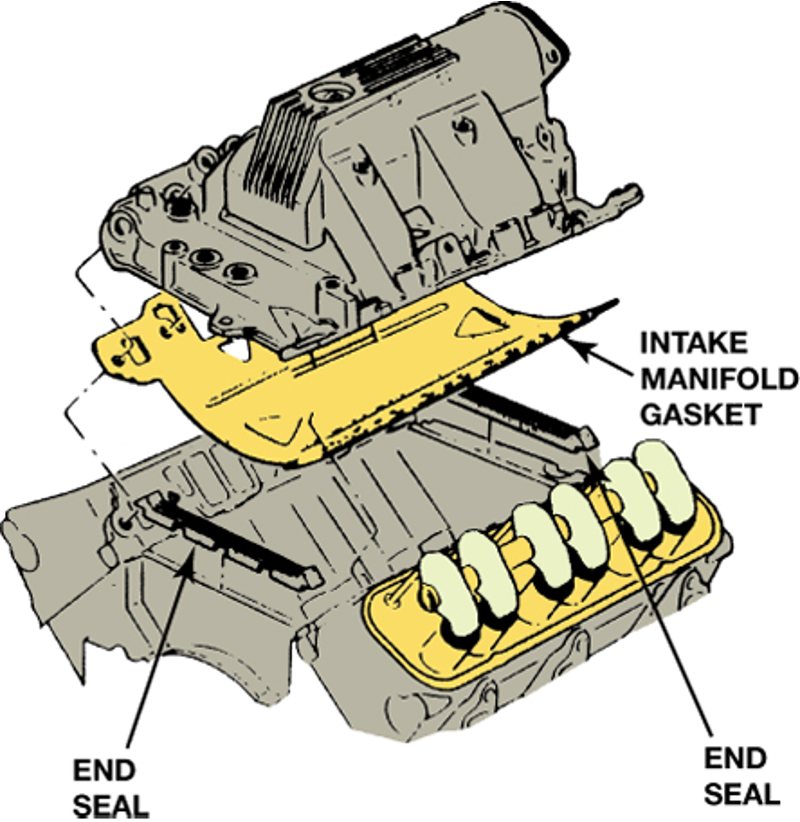 INTAKE
MANIFOLD
GASKET
END
SEAL
END
SEAL